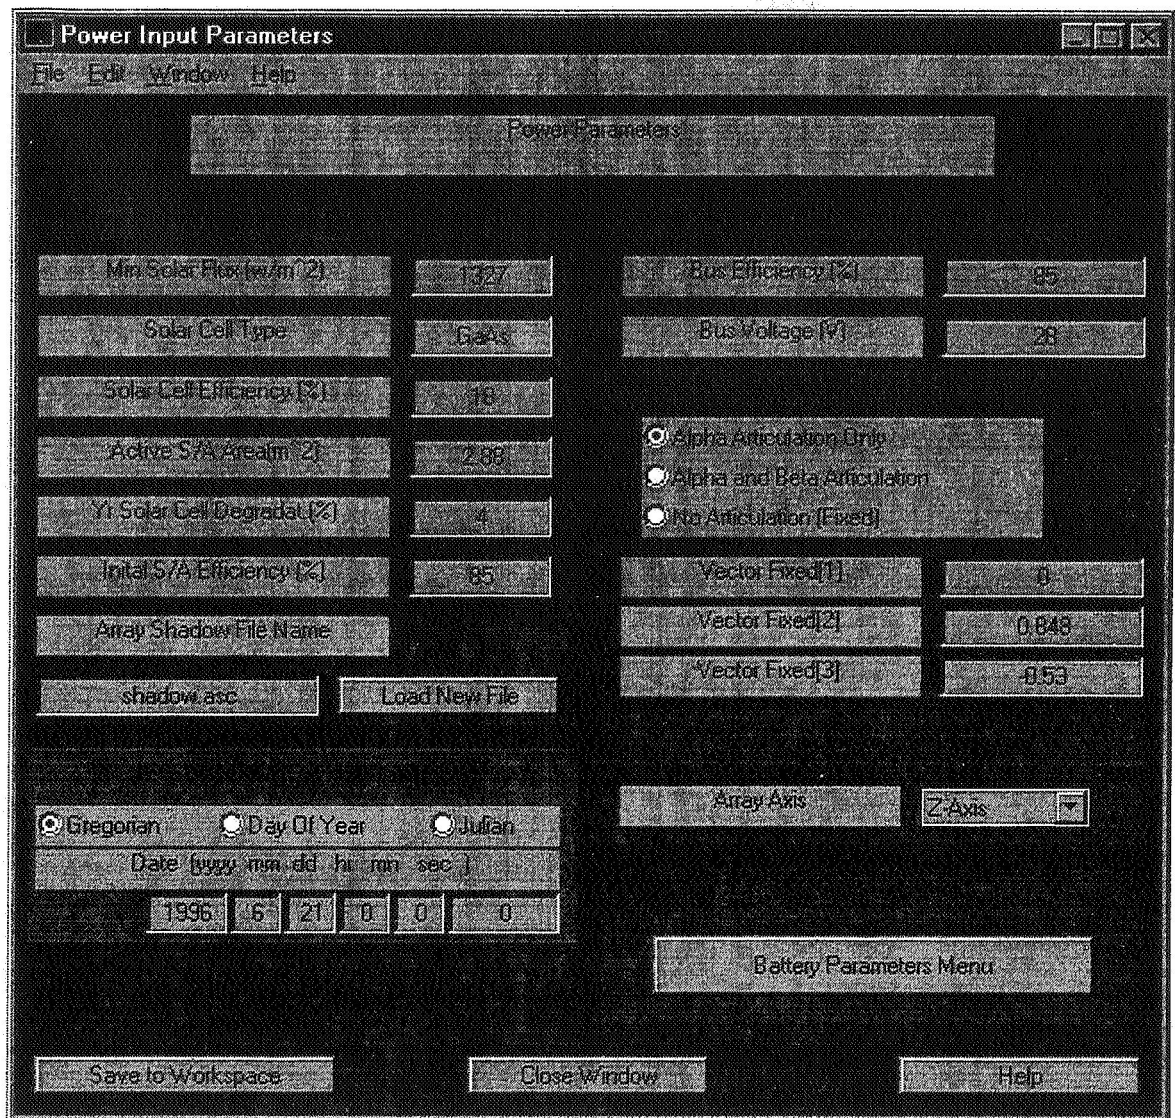 Power Input Parameters
File Edit Window Help
Power Parameters
Min Solar Flux (w/m^2) 1327
Solar Cell Type GaAs
Solar Cell Efficiency (%) 18
Active S/A Area(m^2) 2.88
Yr Solar Cell Degradat.(%) 4
Inital S/A Efficiency (%) 85
Array Shadow File Name
shadow.asc Load New File
Gregorian Day Of Year Julian
Date (yyyy mm dd hr mn sec )
1996 6 21 0 0 0
Bus Efficiency (%) 85
Bus Voltage (V) 28
Alpha Articulation Only
Alpha and Beta Articulation
No Articulation (Fixed)
Vector Fixed[1] 0
Vector Fixed[2] 0.848
Vector Fixed[3] -0.53
Array Axis Z-Axis
Battery Parameters Menu
Save to Workspace Close Window Help